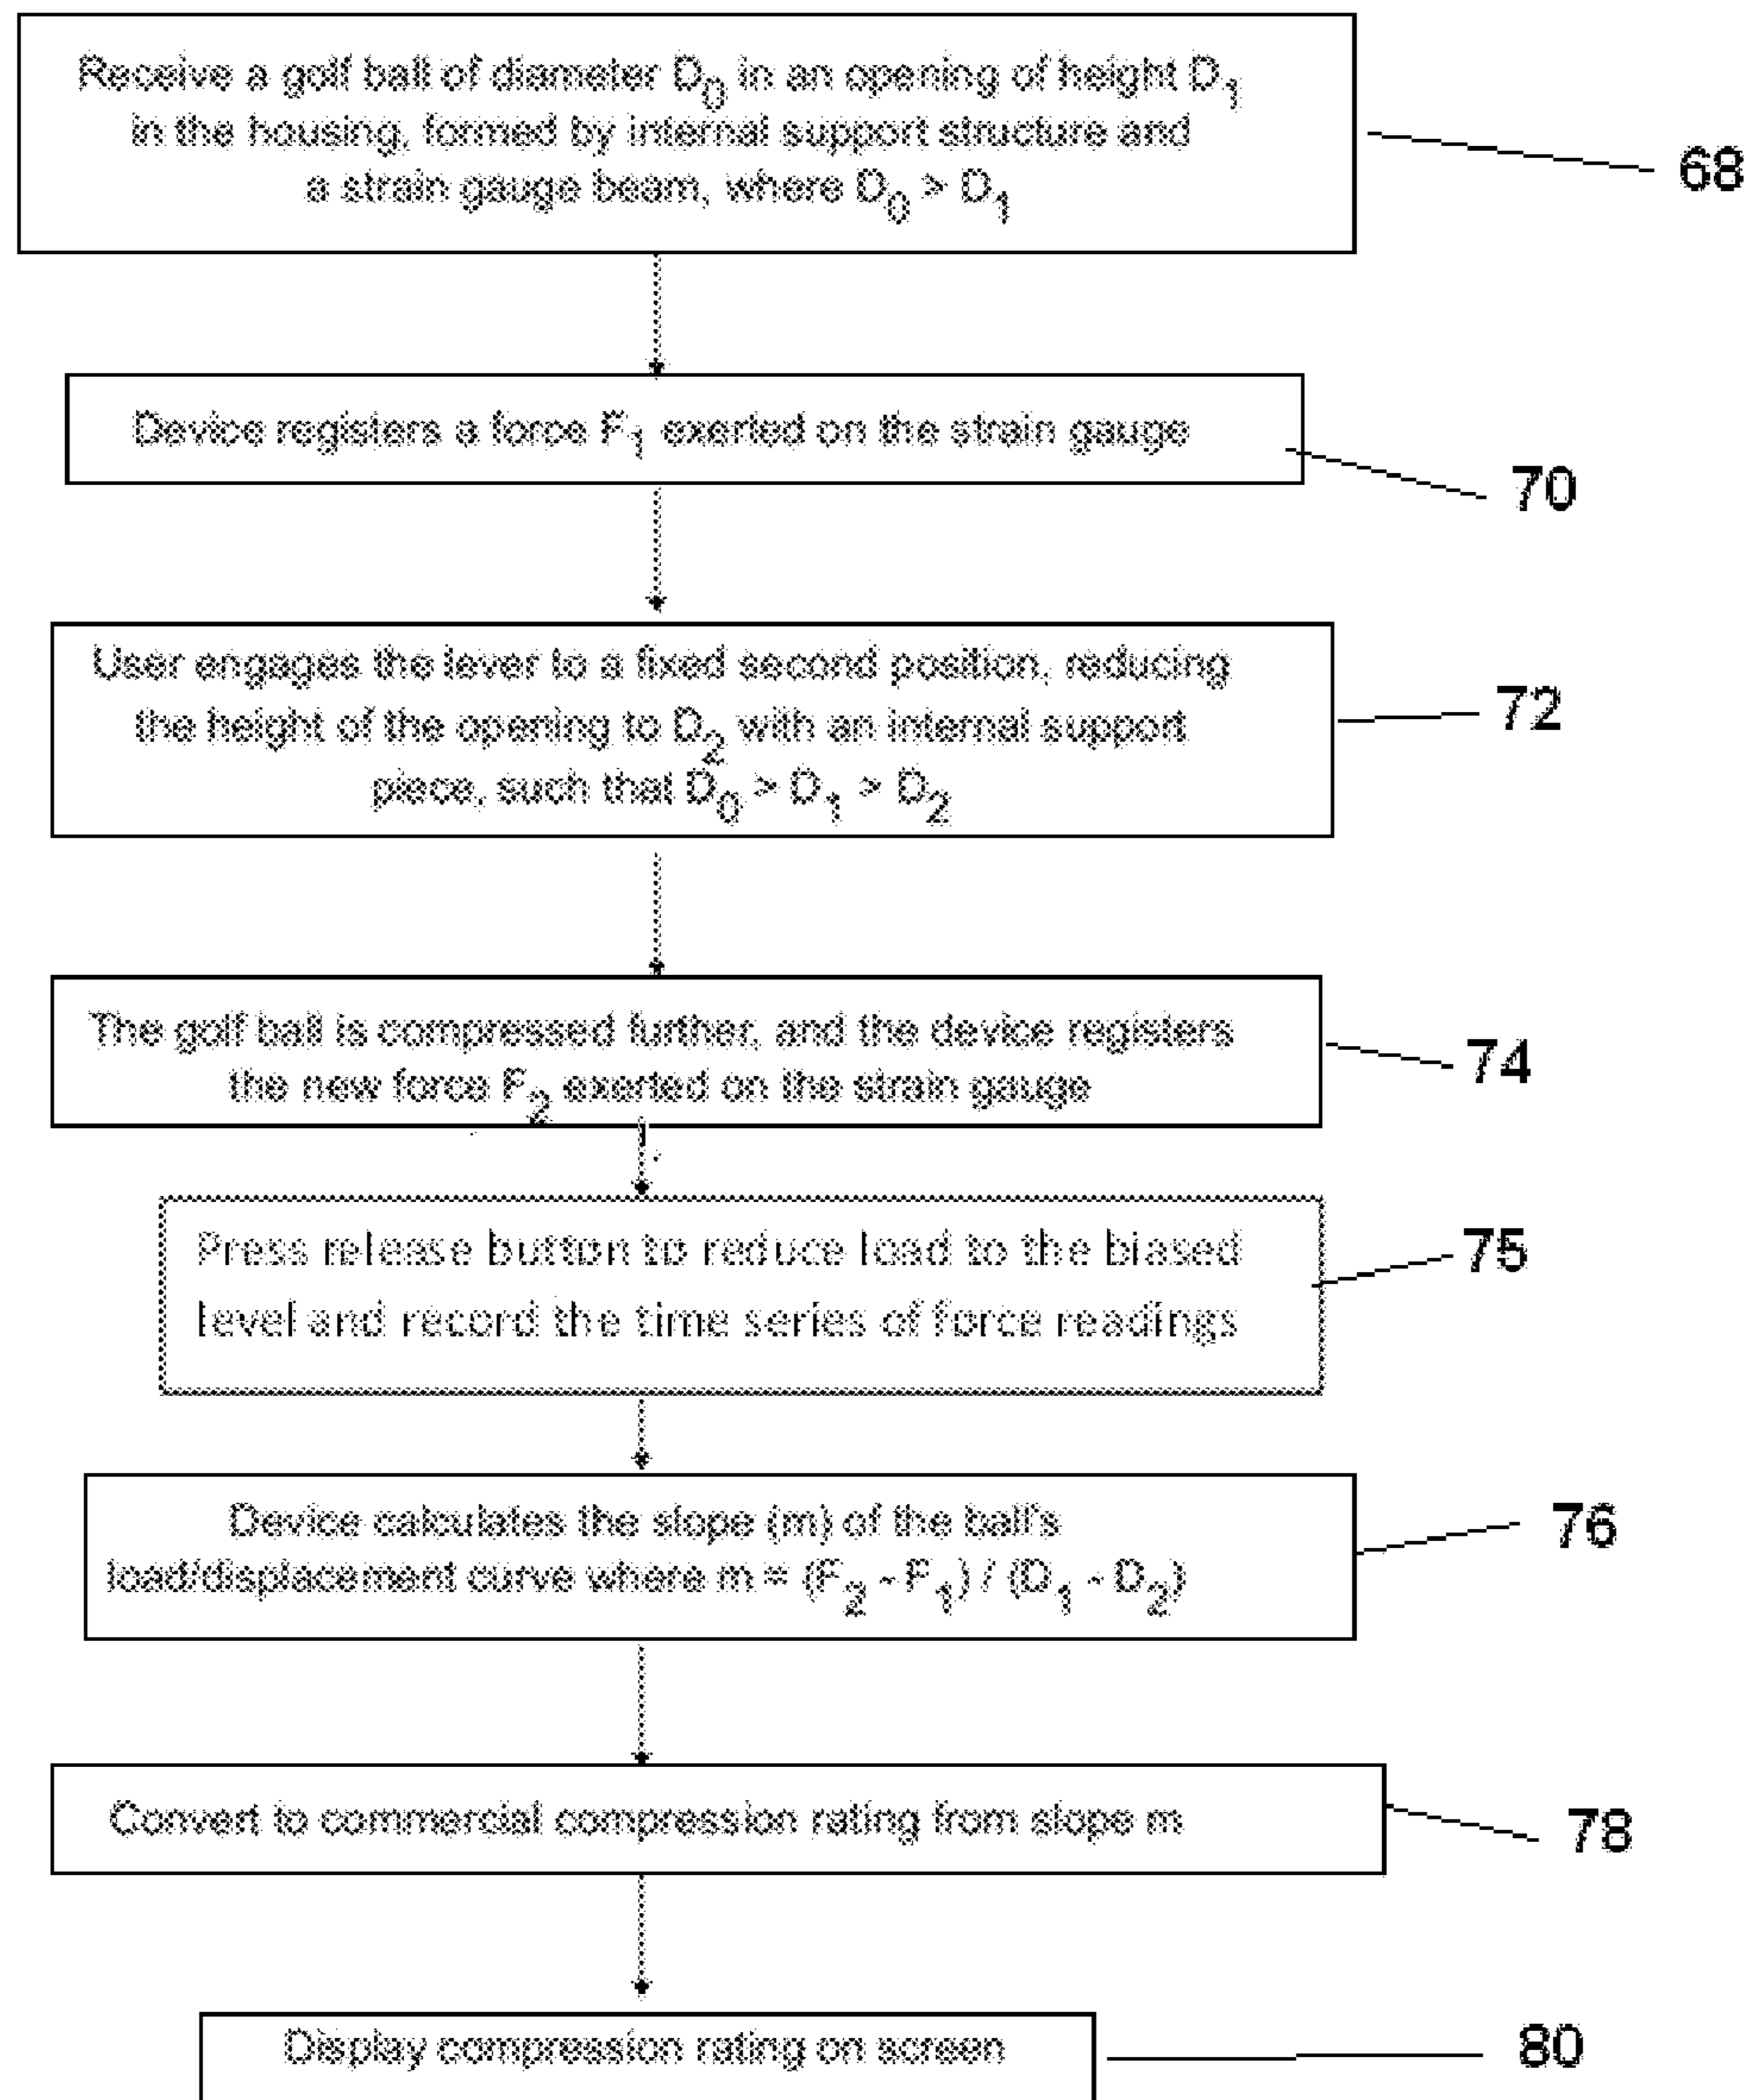 Receive a golf ball of diameter D₀ in an opening of height D₁
in the housing, formed by internal support structure and
a strain gauge beam, where D₀ > D₁
68
Device registers a force F₁ exerted on the strain gauge
70
User engages the lever to a fixed second position, reducing
the height of the opening to D₂ with an internal support
piece, such that D₀ > D₁ > D₂
72
The golf ball is compressed further, and the device registers
the new force F₂ exerted on the strain gauge
74
Press release button to reduce load to the biased
level and record the time series of force readings
75
Device calculates the slope (m) of the ball's
load/displacement curve where m = (F₂ - F₁) / (D₁ - D₂)
76
Convert to commercial compression rating from slope m
78
Display compression rating on screen
80